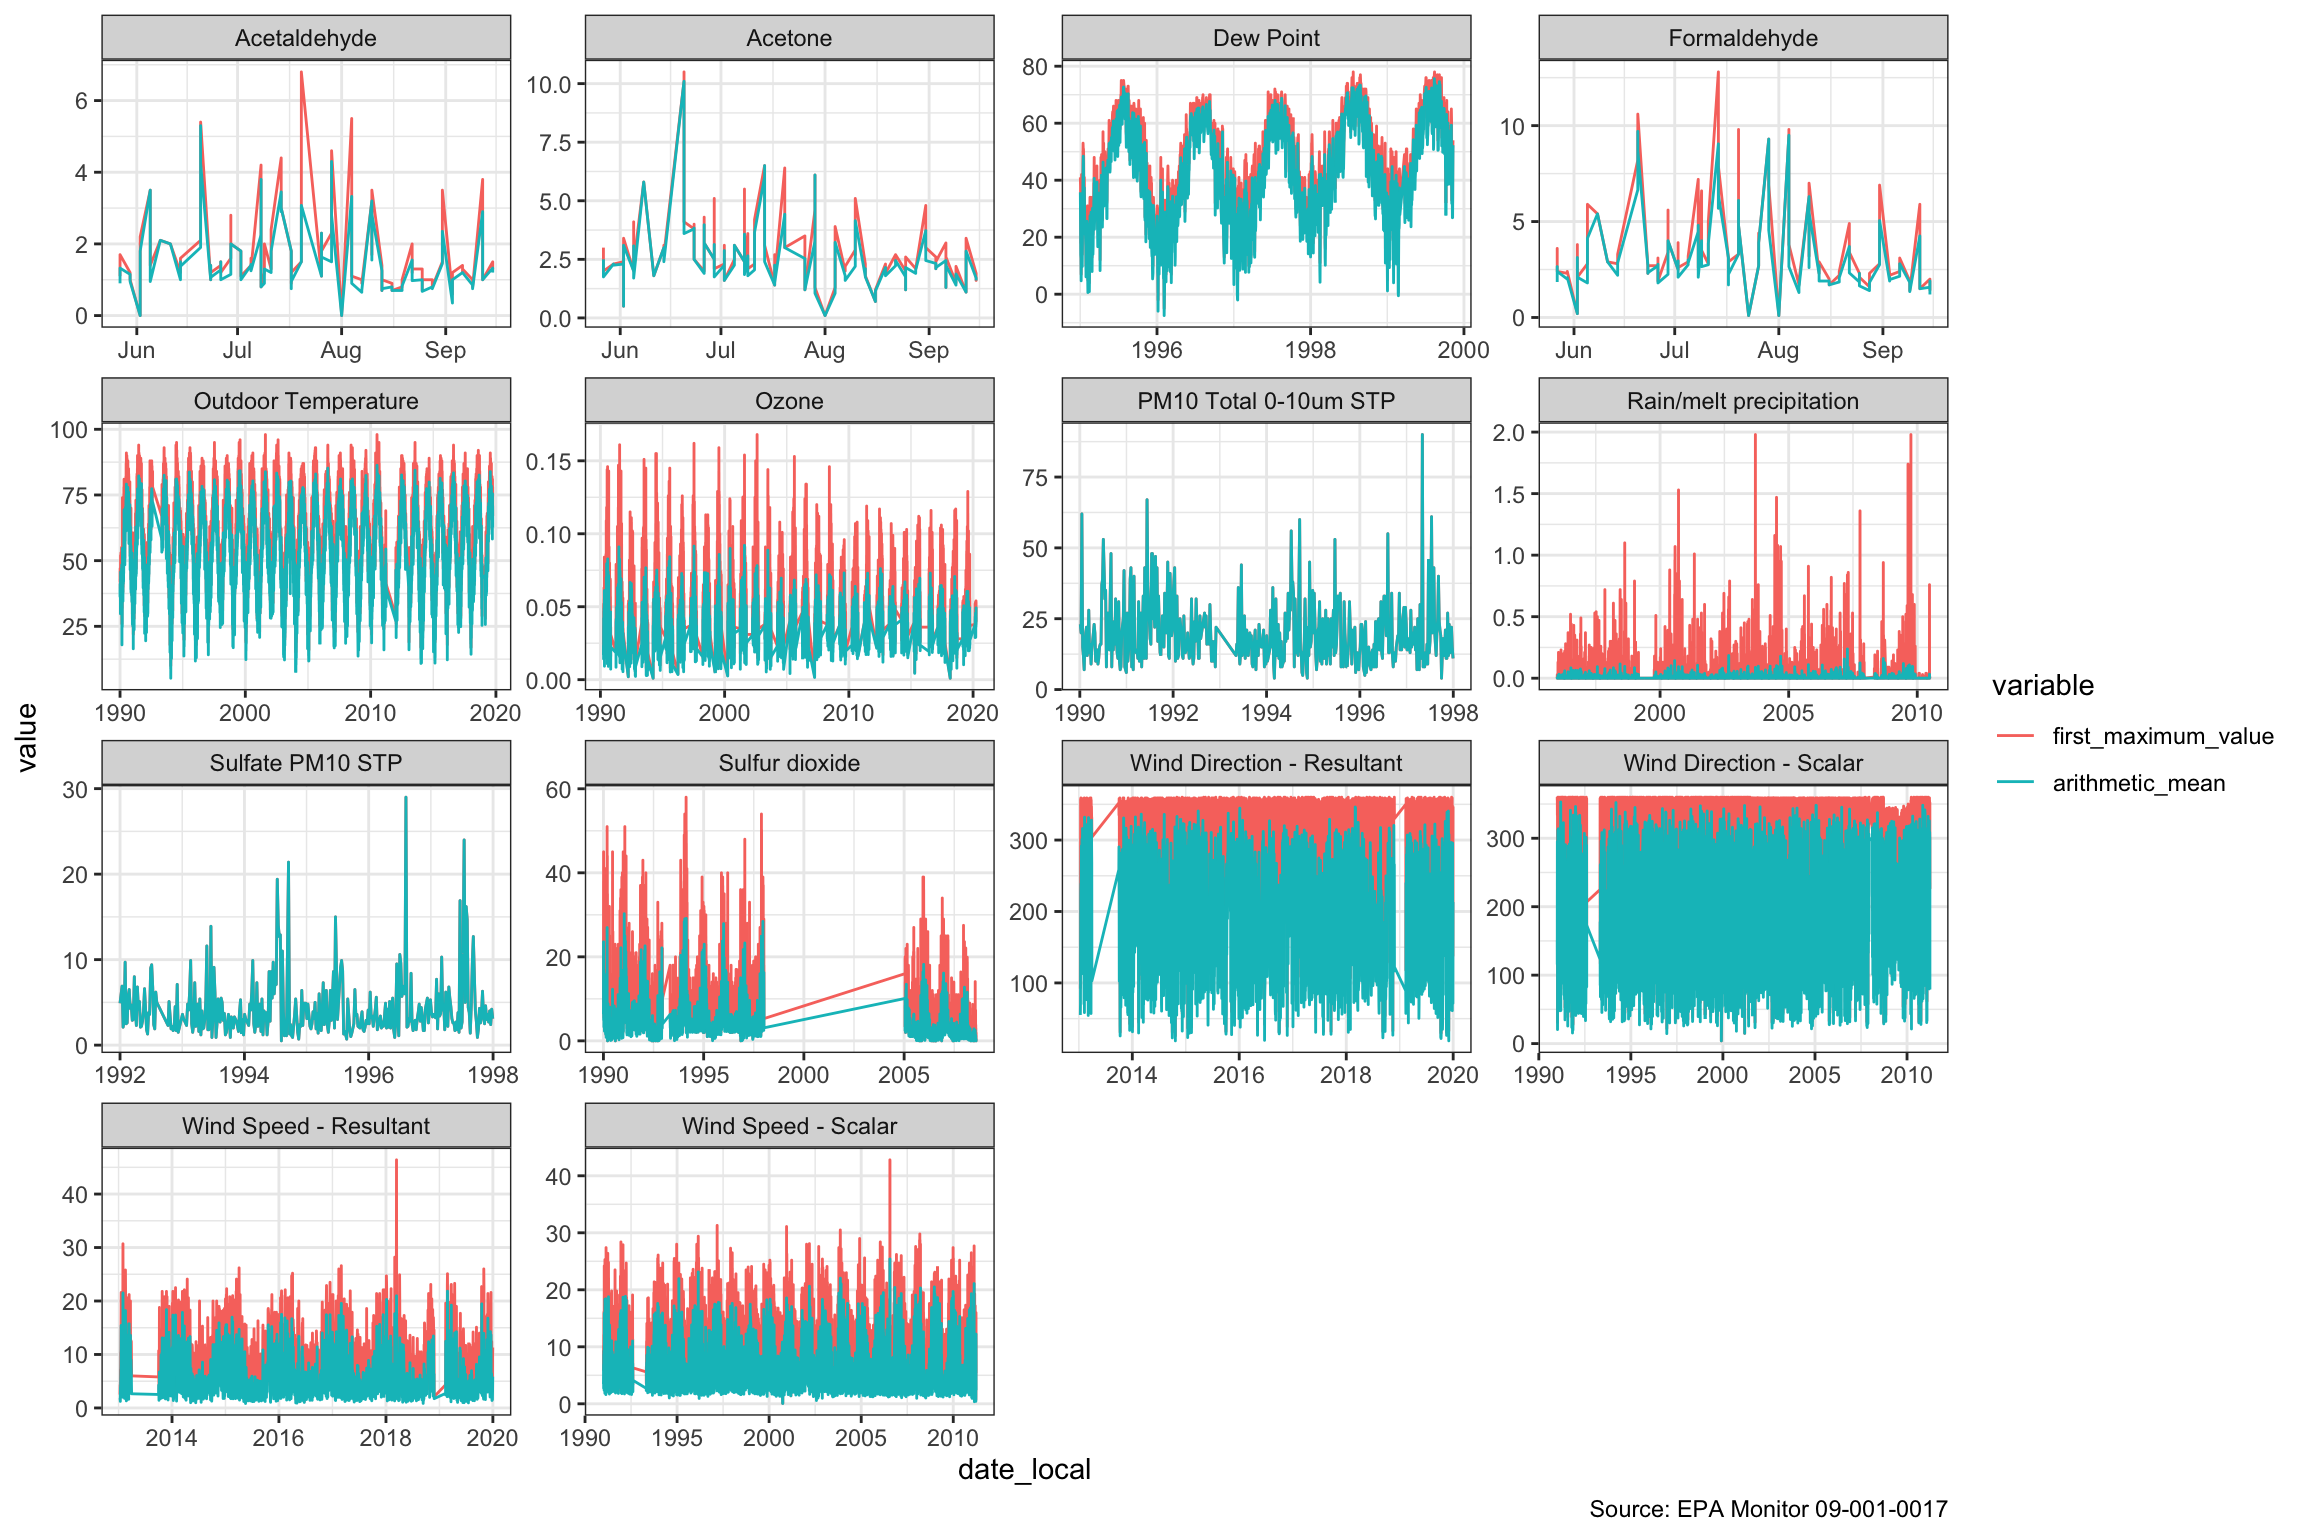 Acetaldehyde Acetone Dew Point Formaldehyde
6
4
2
0
10.0
7.5
5.0
2.5
0.0
80
60
40
20
0
10
5
0
Jun Jul Aug Sep
Jun Jul Aug Sep
1996 1998 2000
Jun Jul Aug Sep
Outdoor Temperature Ozone PM10 Total 0-10um STP Rain/melt precipitation
100
75
50
25
0.15
0.10
0.05
0.00
75
50
25
0
2.0
1.5
1.0
0.5
0.0
1990 2000 2010 2020
1990 2000 2010 2020
1990 1992 1994 1996 1998
2000 2005 2010
Sulfate PM10 STP Sulfur dioxide Wind Direction - Resultant Wind Direction - Scalar
30
20
10
0
60
40
20
0
300
200
100
300
200
100
0
1992 1994 1996 1998
1990 1995 2000 2005
2014 2016 2018 2020
1990 1995 2000 2005 2010
Wind Speed - Resultant Wind Speed - Scalar
40
30
20
10
0
40
30
20
10
0
2014 2016 2018 2020
1990 1995 2000 2005 2010
value
date_local
variable
first_maximum_value
arithmetic_mean
Source: EPA Monitor 09-001-0017